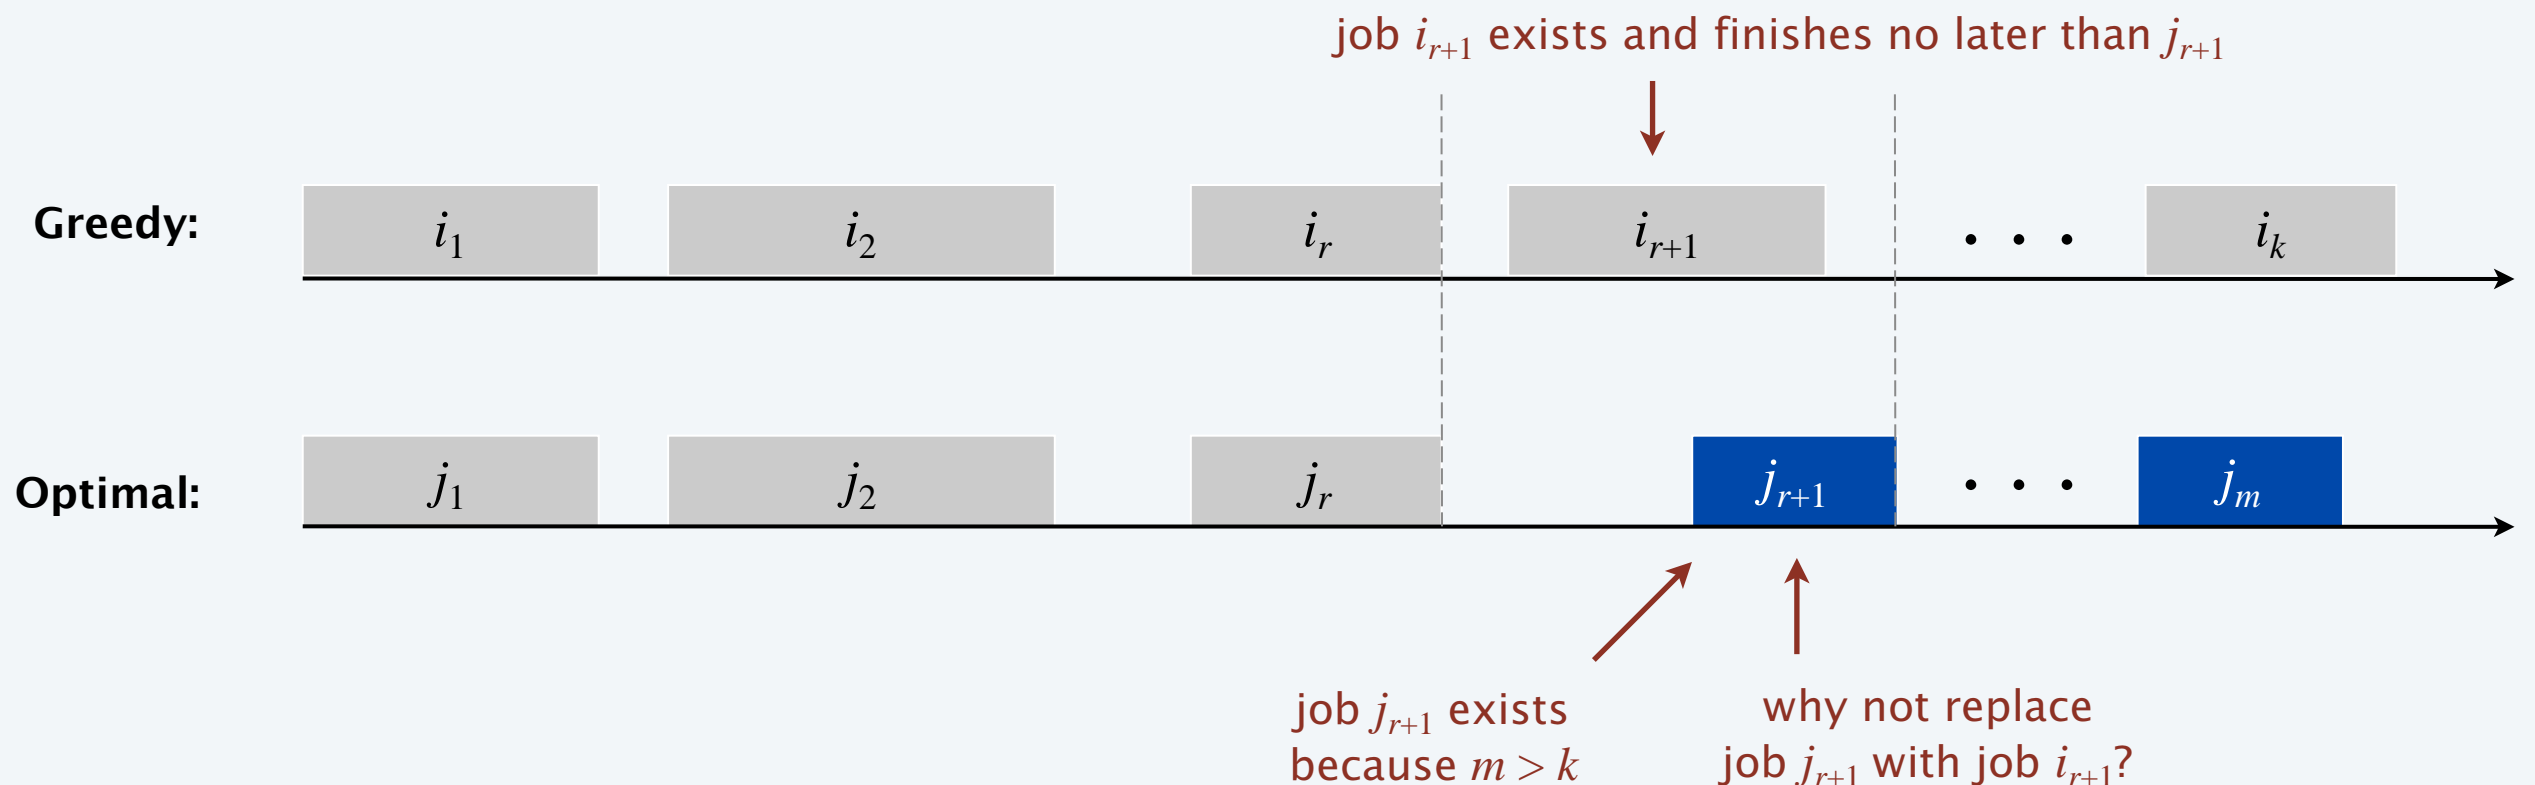 job i_{r+1} exists and finishes no later than j_{r+1}
Greedy:
i_1
i_2
i_r
i_{r+1}
. . .
i_k
Optimal:
j_1
j_2
j_r
j_{r+1}
. . .
j_m
job j_{r+1} exists
because m > k
why not replace
job j_{r+1} with job i_{r+1}?